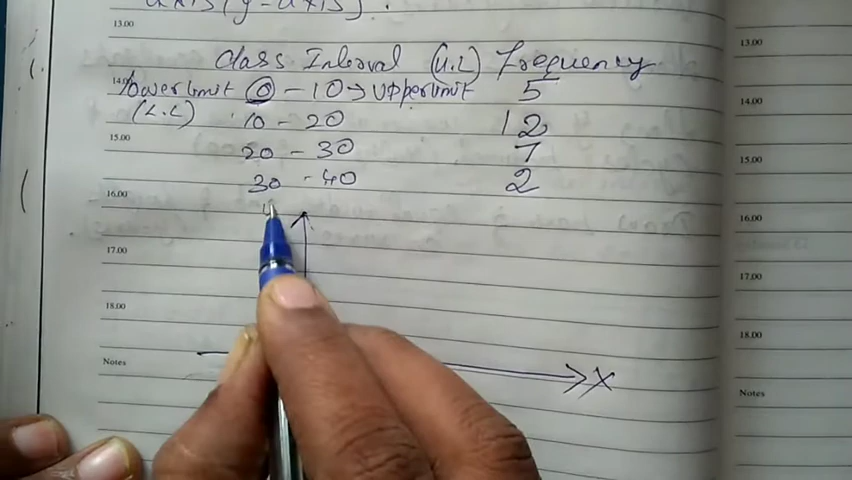 axis (y-axis).
13.00
Class Interval (U.L) Frequency
14.00 lower limit 0 - 10 → upper limit 5
(L.L) 10 - 20 12
15.00 20 - 30 7
30 - 40 2
16.00
17.00
18.00
X
Notes
13.00
14.00
15.00
16.00
17.00
18.00
Notes